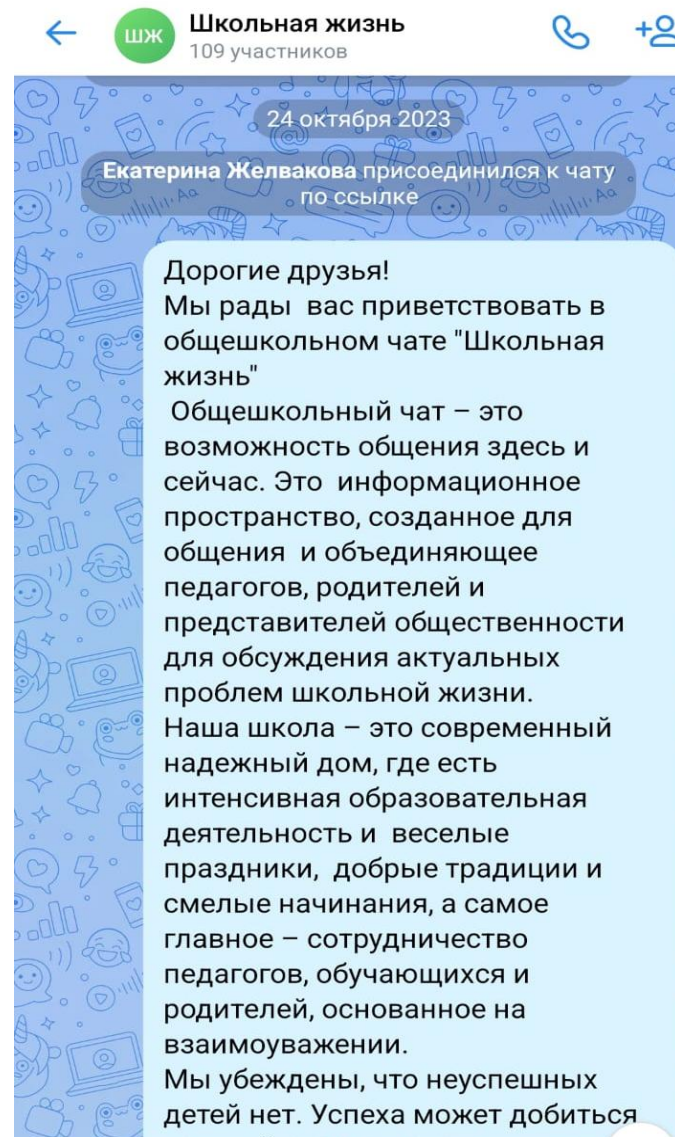 ШЖ
Школьная жизнь
109 участников
24 октября 2023
Екатерина Желвакова присоединился к чату
по ссылке
Дорогие друзья!
Мы рады  вас приветствовать в
общешкольном чате "Школьная
жизнь"
Общешкольный чат – это
возможность общения здесь и
сейчас. Это  информационное
пространство, созданное для
общения  и объединяющее
педагогов, родителей и
представителей общественности
для обсуждения актуальных
проблем школьной жизни.
Наша школа – это современный
надежный дом, где есть
интенсивная образовательная
деятельность и  веселые
праздники,  добрые традиции и
смелые начинания, а самое
главное – сотрудничество
педагогов, обучающихся и
родителей, основанное на
взаимоуважении.
Мы убеждены, что неуспешных
детей нет. Успеха может добиться